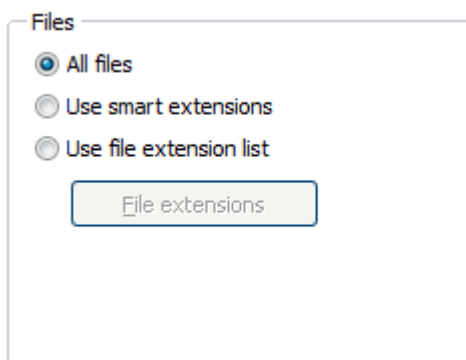 Files
All files
Use smart extensions
Use file extension list
File extensions